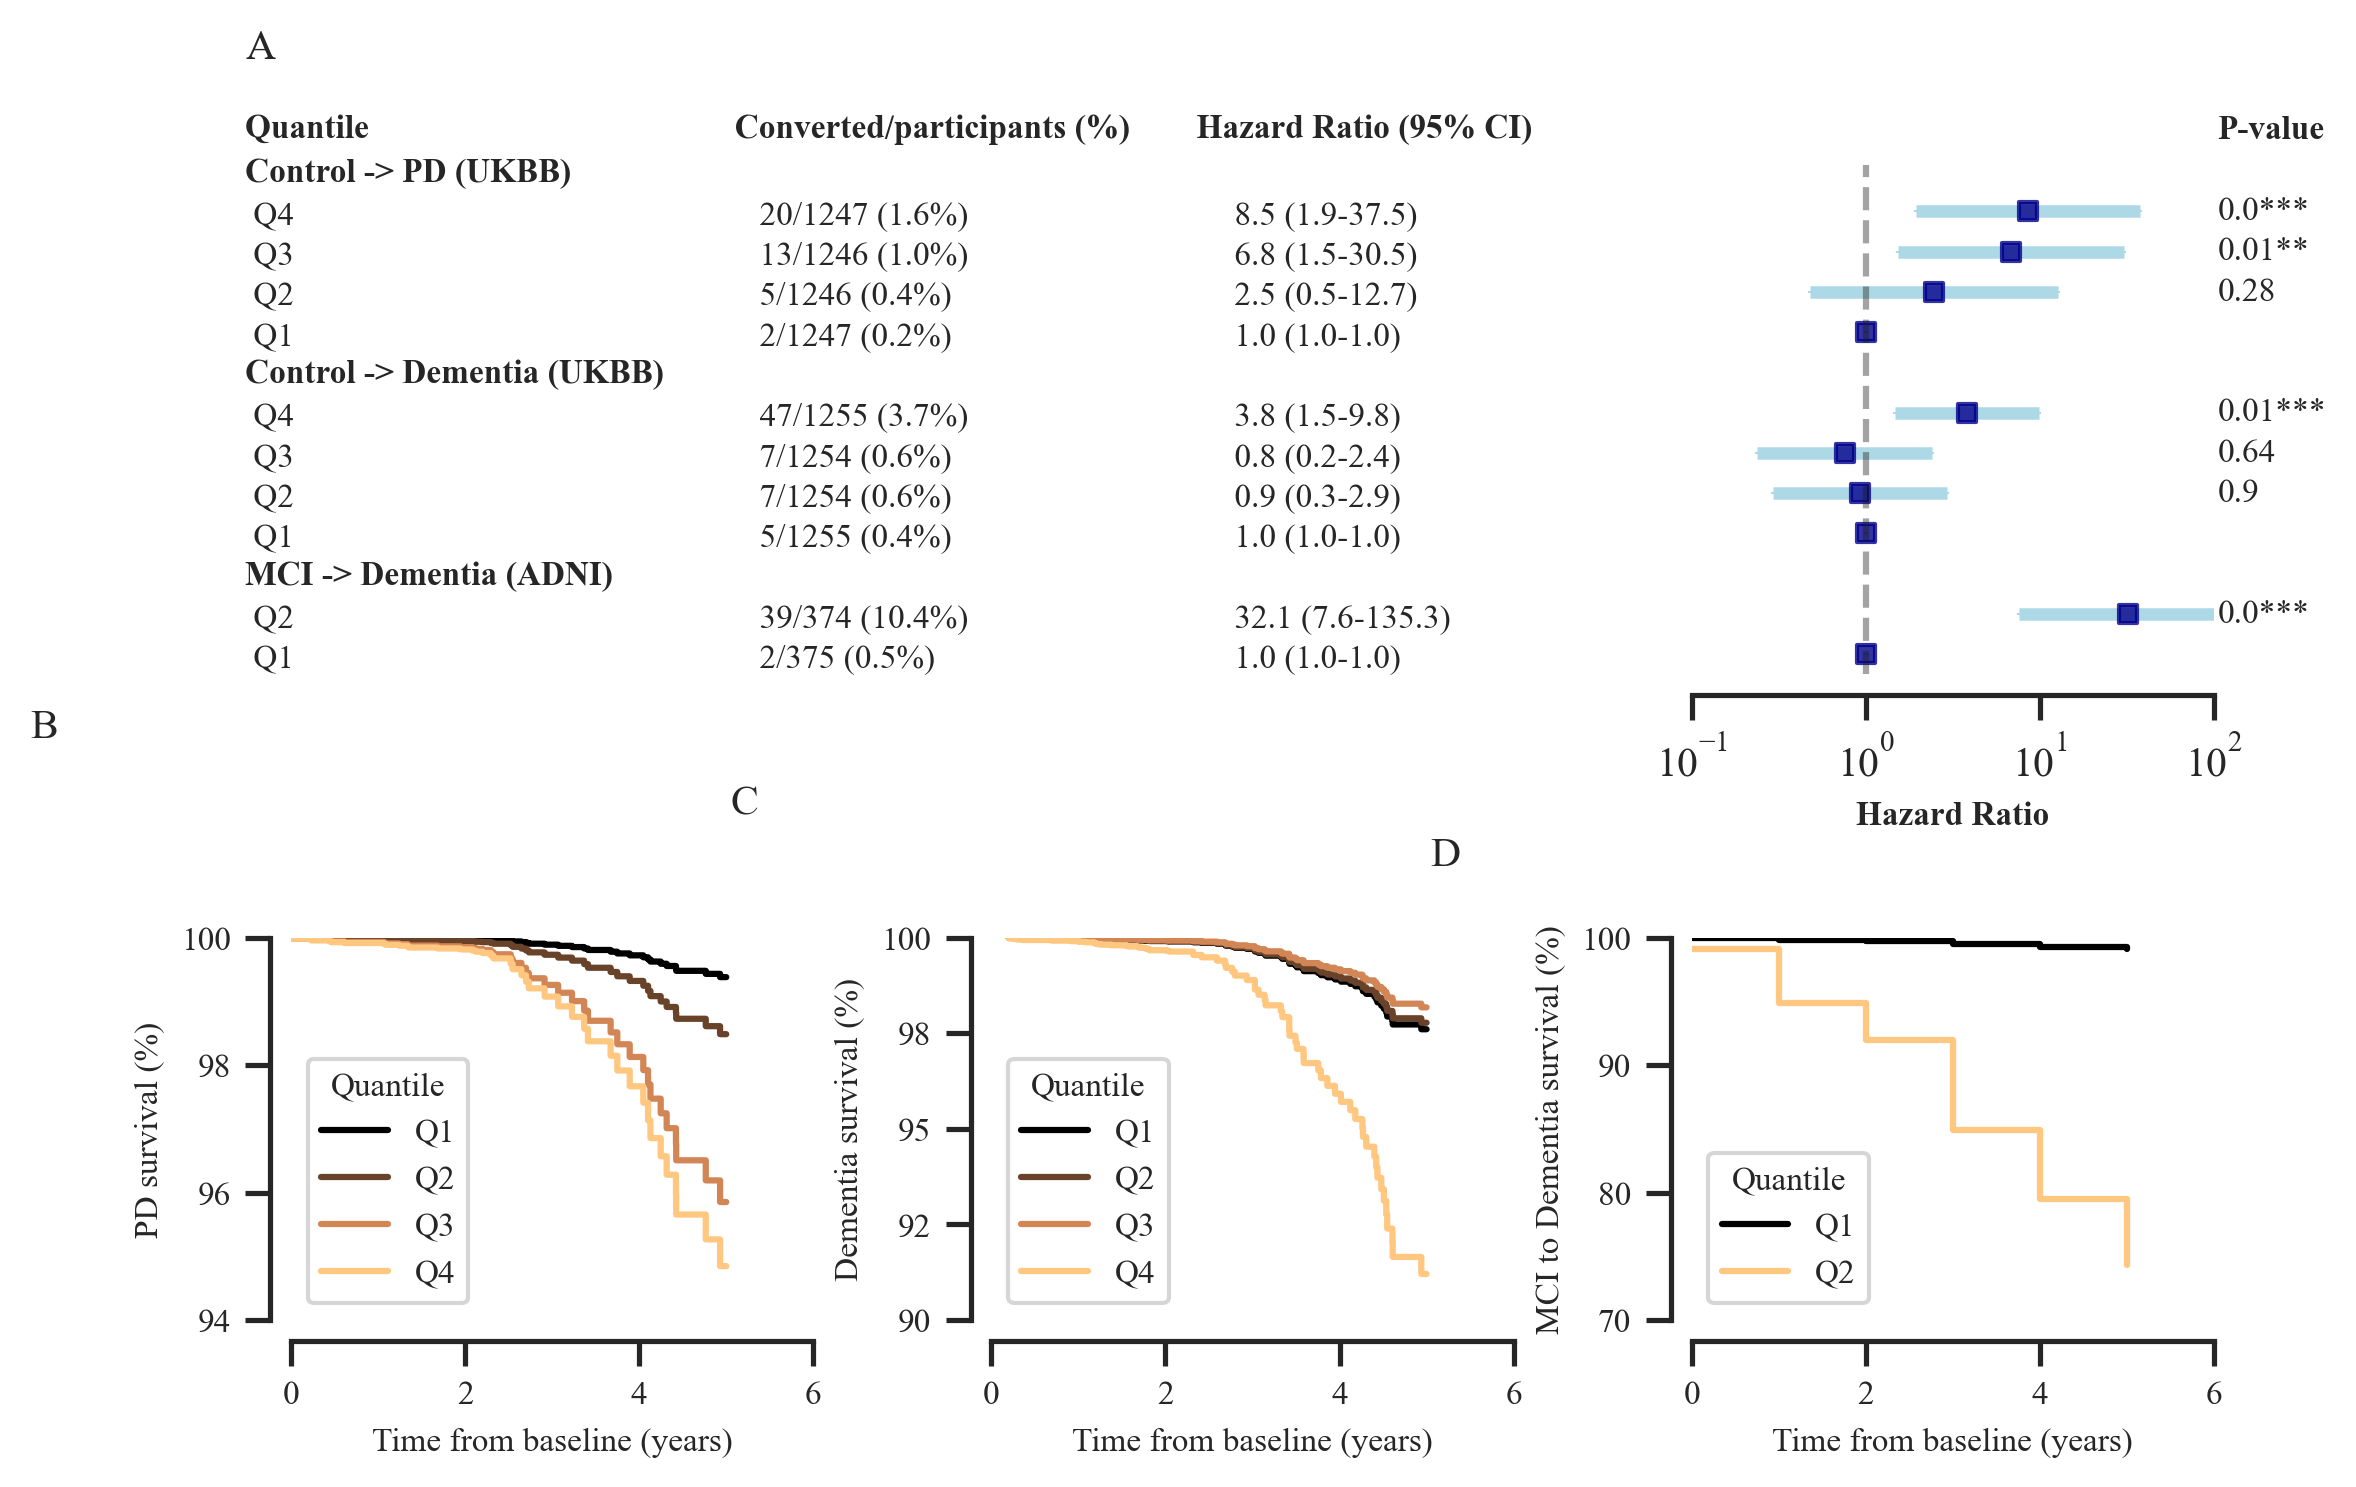 A
Quantile Converted/participants (%) Hazard Ratio (95% CI) P-value
Control -> PD (UKBB)
Q4 20/1247 (1.6%) 8.5 (1.9-37.5) 0.0***
Q3 13/1246 (1.0%) 6.8 (1.5-30.5) 0.01**
Q2 5/1246 (0.4%) 2.5 (0.5-12.7) 0.28
Q1 2/1247 (0.2%) 1.0 (1.0-1.0)
Control -> Dementia (UKBB)
Q4 47/1255 (3.7%) 3.8 (1.5-9.8) 0.01***
Q3 7/1254 (0.6%) 0.8 (0.2-2.4) 0.64
Q2 7/1254 (0.6%) 0.9 (0.3-2.9) 0.9
Q1 5/1255 (0.4%) 1.0 (1.0-1.0)
MCI -> Dementia (ADNI)
Q2 39/374 (10.4%) 32.1 (7.6-135.3) 0.0***
Q1 2/375 (0.5%) 1.0 (1.0-1.0)
10⁻¹ 10⁰ 10¹ 10²
Hazard Ratio
B
PD survival (%)
100
98
96
94
Quantile
Q1
Q2
Q3
Q4
0 2 4 6
Time from baseline (years)
C
Dementia survival (%)
100
98
95
92
90
Quantile
Q1
Q2
Q3
Q4
0 2 4 6
Time from baseline (years)
D
MCI to Dementia survival (%)
100
90
80
70
Quantile
Q1
Q2
0 2 4 6
Time from baseline (years)